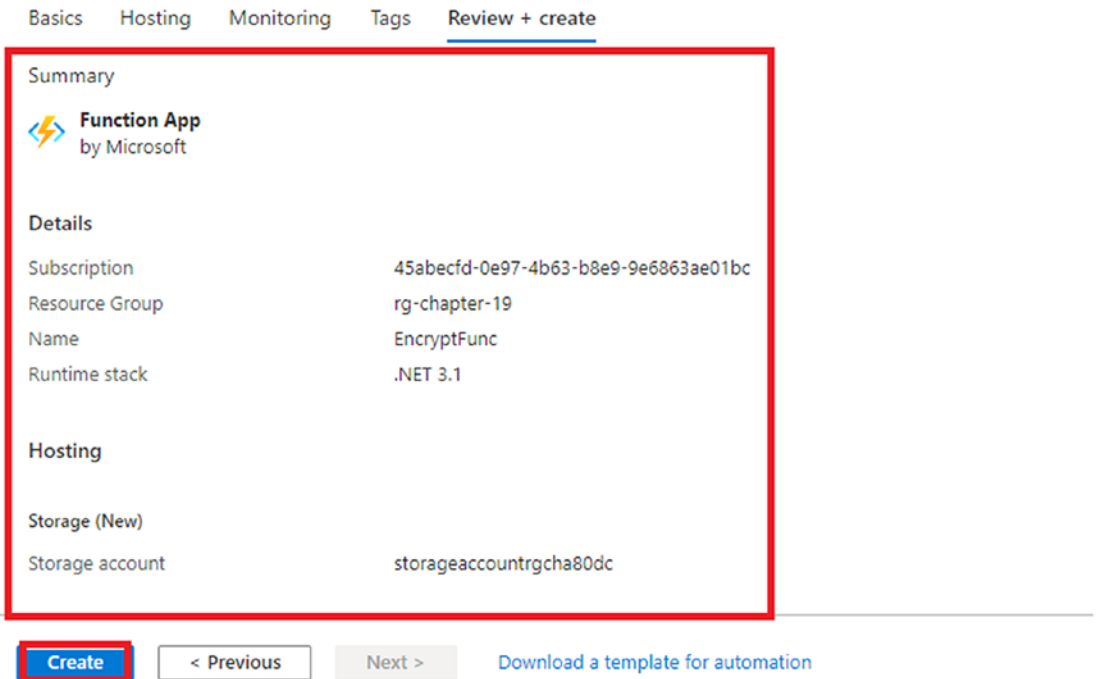 Basics Hosting Monitoring Tags Review + create
Summary
Function App
by Microsoft
Details
Subscription 45abecfd-0e97-4b63-b8e9-9e6863ae01bc
Resource Group rg-chapter-19
Name EncryptFunc
Runtime stack .NET 3.1
Hosting
Storage (New)
Storage account storageaccountrgcha80dc
Create < Previous Next > Download a template for automation